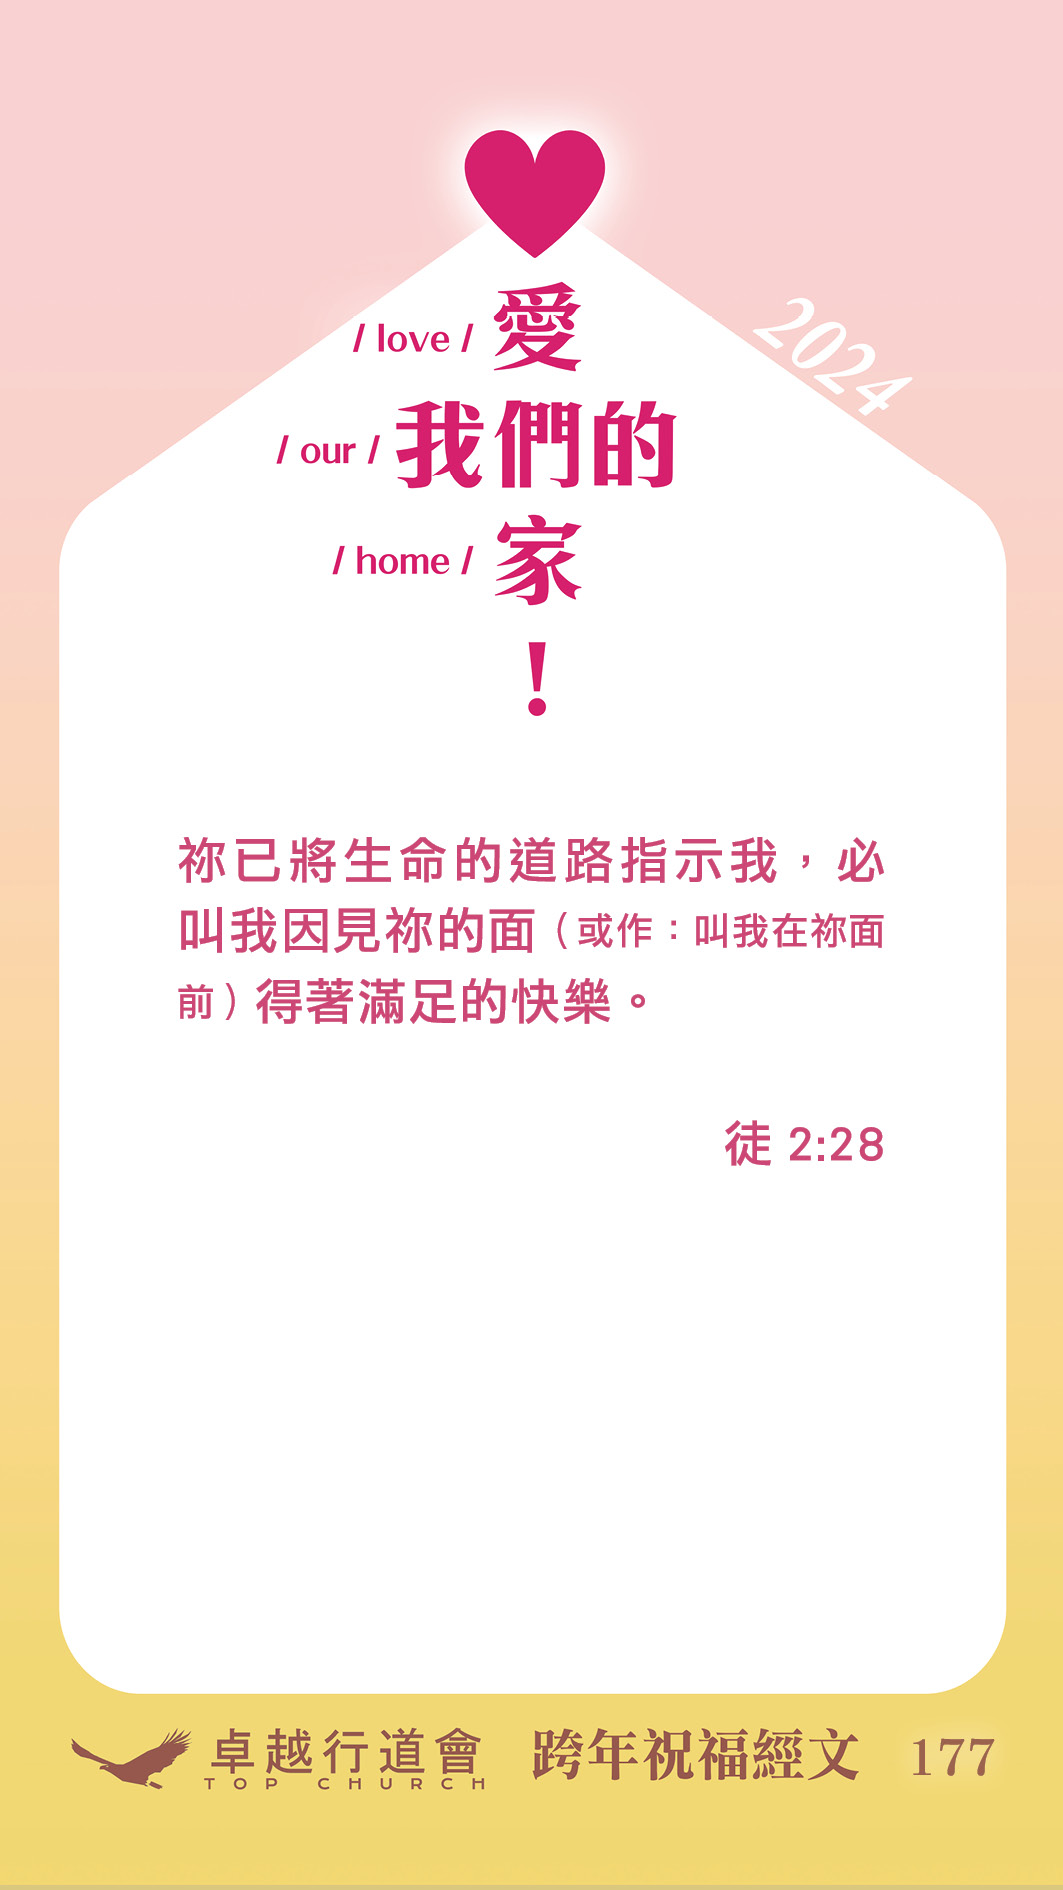 2024
/ love / 愛
/ our / 我們的
/ home / 家
!
祢已將生命的道路指示我，必
叫我因見祢的面（或作：叫我在祢面
前）得著滿足的快樂。
徒 2:28
卓越行道會 跨年祝福經文 177
TOP CHURCH